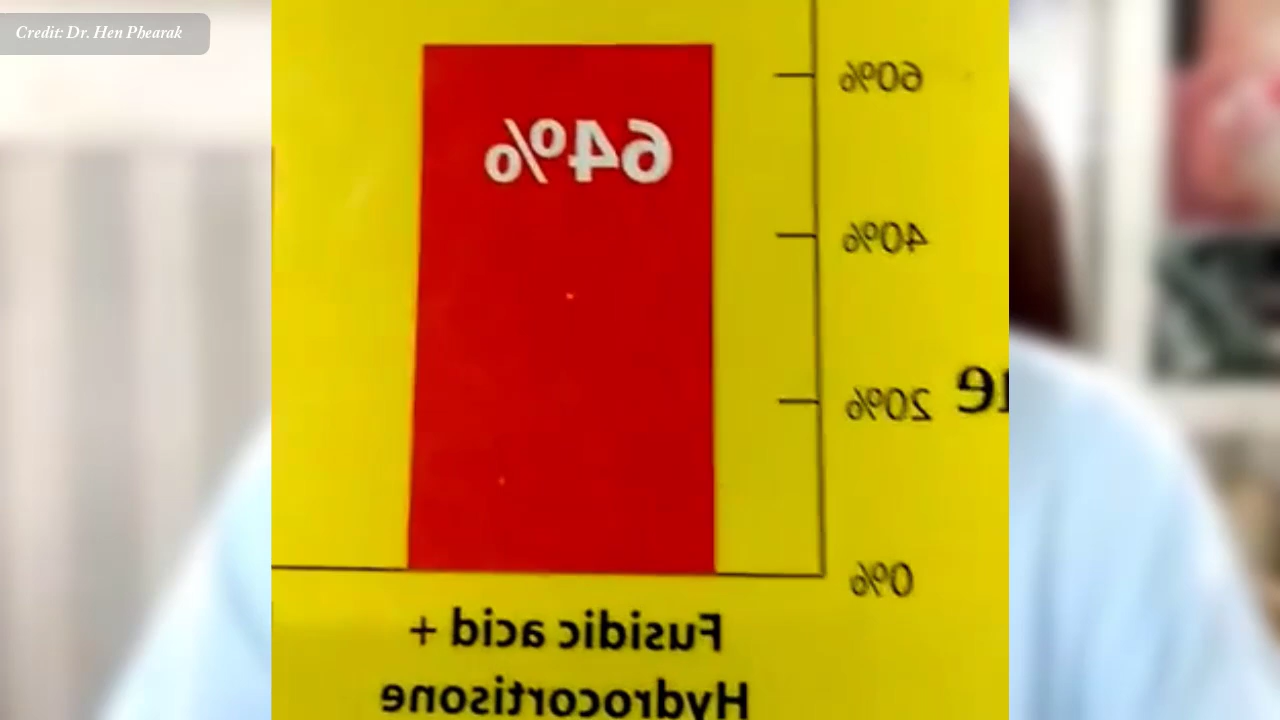 Credit: Dr. Hen Phearak
64%
60%
40%
20%
0%
Fusidic acid +
Hydrocortisone